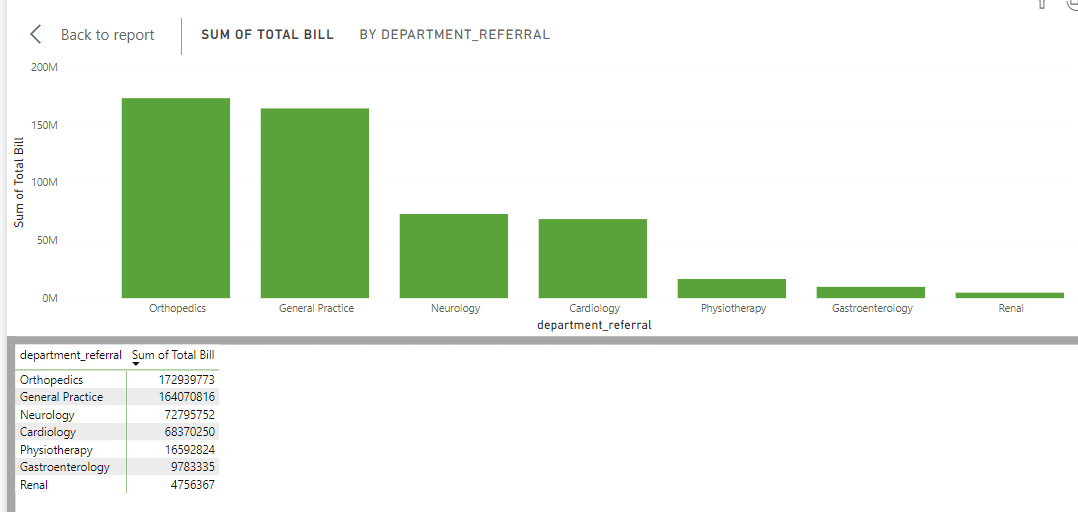 Back to report SUM OF TOTAL BILL BY DEPARTMENT_REFERRAL
200M
150M
100M
50M
0M
Sum of Total Bill
Orthopedics General Practice Neurology Cardiology Physiotherapy Gastroenterology Renal
department_referral
department_referral Sum of Total Bill
Orthopedics 172939773
General Practice 164070816
Neurology 72795752
Cardiology 68370250
Physiotherapy 16592824
Gastroenterology 9783335
Renal 4756367